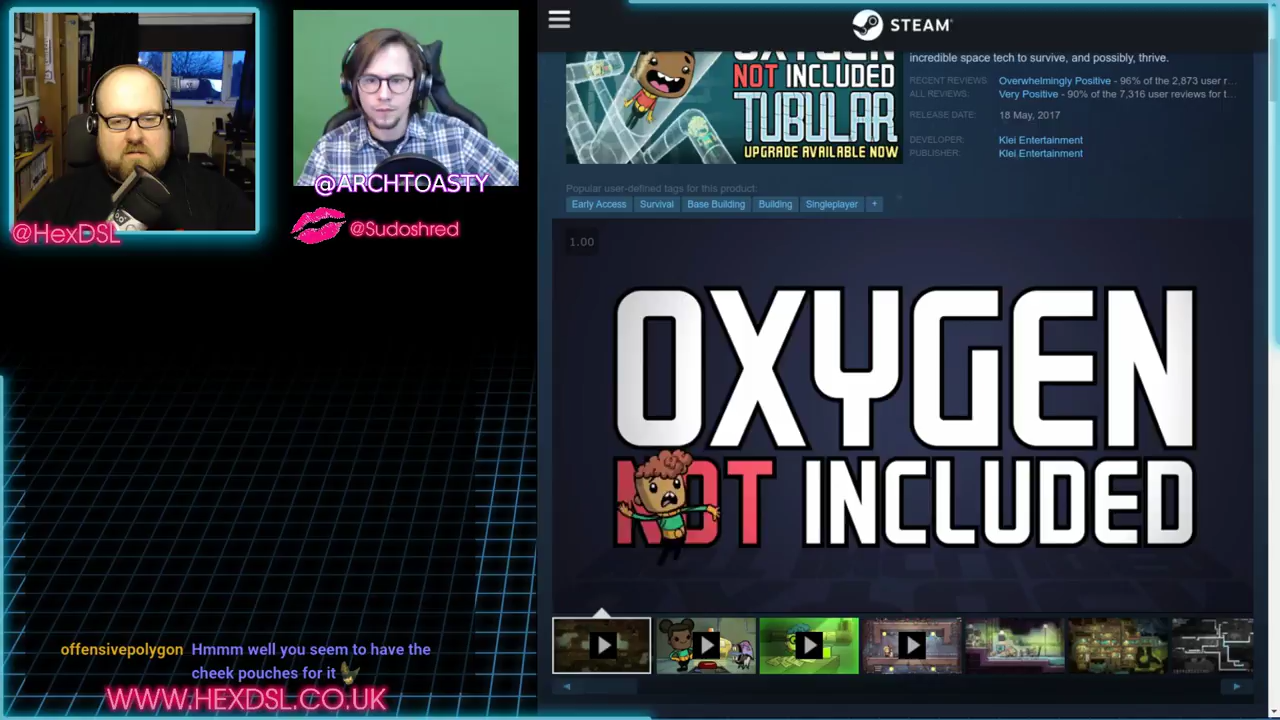 @HexDSL
@ARCHTOASTY
@Sudoshred
STEAM
OXYGEN
NOT INCLUDED
TUBULAR
UPGRADE AVAILABLE NOW
incredible space tech to survive, and possibly, thrive.
RECENT REVIEWS: Overwhelmingly Positive - 96% of the 2,873 user r…
ALL REVIEWS: Very Positive - 90% of the 7,316 user reviews for t…
RELEASE DATE: 18 May, 2017
DEVELOPER: Klei Entertainment
PUBLISHER: Klei Entertainment
Popular user-defined tags for this product:
Early Access Survival Base Building Building Singleplayer +
1.00
OXYGEN
NOT INCLUDED
offensivepolygon Hmmm well you seem to have the
cheek pouches for it
WWW.HEXDSL.CO.UK